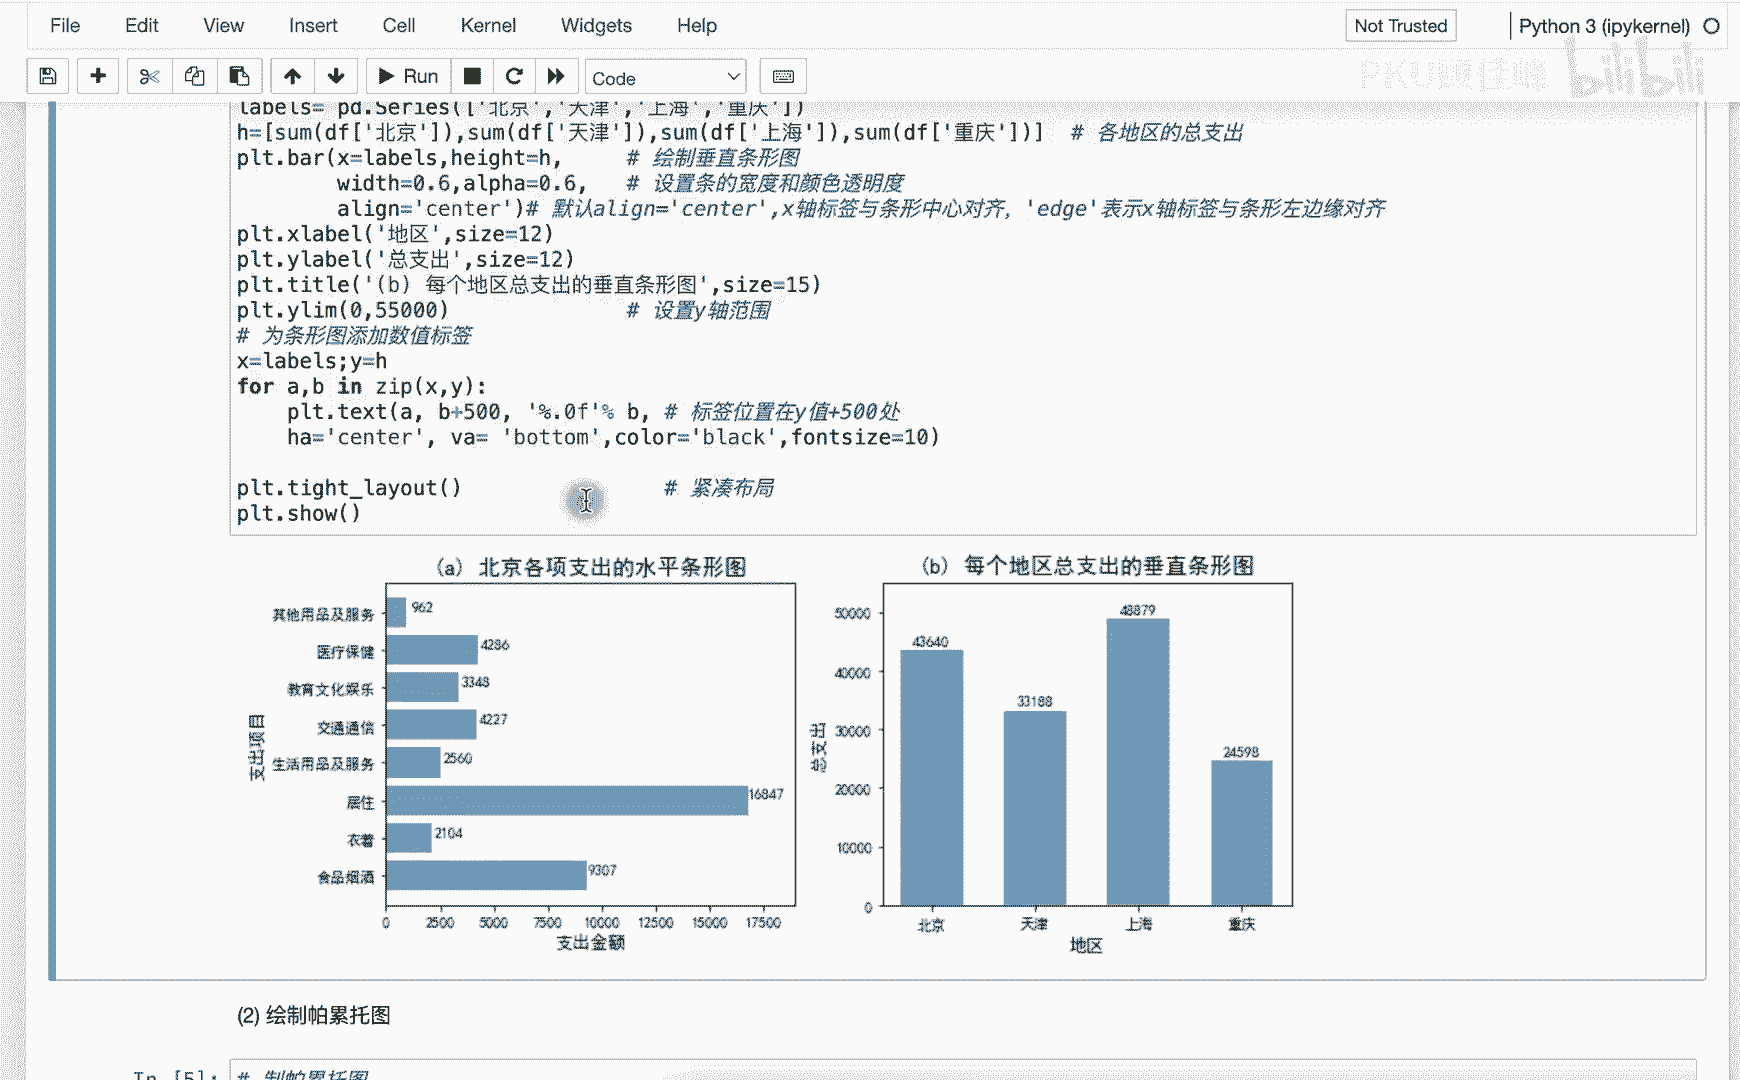 File Edit View Insert Cell Kernel Widgets Help Not Trusted Python 3 (ipykernel)
Run Code
bilibili
labels= pd.Series(['北京','天津','上海','重庆'])
h=[sum(df['北京']),sum(df['天津']),sum(df['上海']),sum(df['重庆'])] # 各地区的总支出
plt.bar(x=labels,height=h, # 绘制垂直条形图
width=0.6,alpha=0.6, # 设置条的宽度和颜色透明度
align='center')# 默认align='center',x轴标签与条形中心对齐，'edge'表示x轴标签与条形左边缘对齐
plt.xlabel('地区',size=12)
plt.ylabel('总支出',size=12)
plt.title('(b) 每个地区总支出的垂直条形图',size=15)
plt.ylim(0,55000) # 设置y轴范围
# 为条形图添加数值标签
x=labels;y=h
for a,b in zip(x,y):
plt.text(a, b+500, '%.0f'% b, # 标签位置在y值+500处
ha='center', va= 'bottom',color='black',fontsize=10)
plt.tight_layout() # 紧凑布局
plt.show()
(a) 北京各项支出的水平条形图
支出项目
其他用品及服务 962
医疗保健 4286
教育文化娱乐 3348
交通通信 4227
生活用品及服务 2560
居住 16847
衣着 2104
食品烟酒 9307
0 2500 5000 7500 10000 12500 15000 17500
支出金额
(b) 每个地区总支出的垂直条形图
总支出
50000
40000
30000
20000
10000
0
43640
33188
48879
24598
北京 天津 上海 重庆
地区
(2) 绘制帕累托图
In [5]: # 制帕累托图